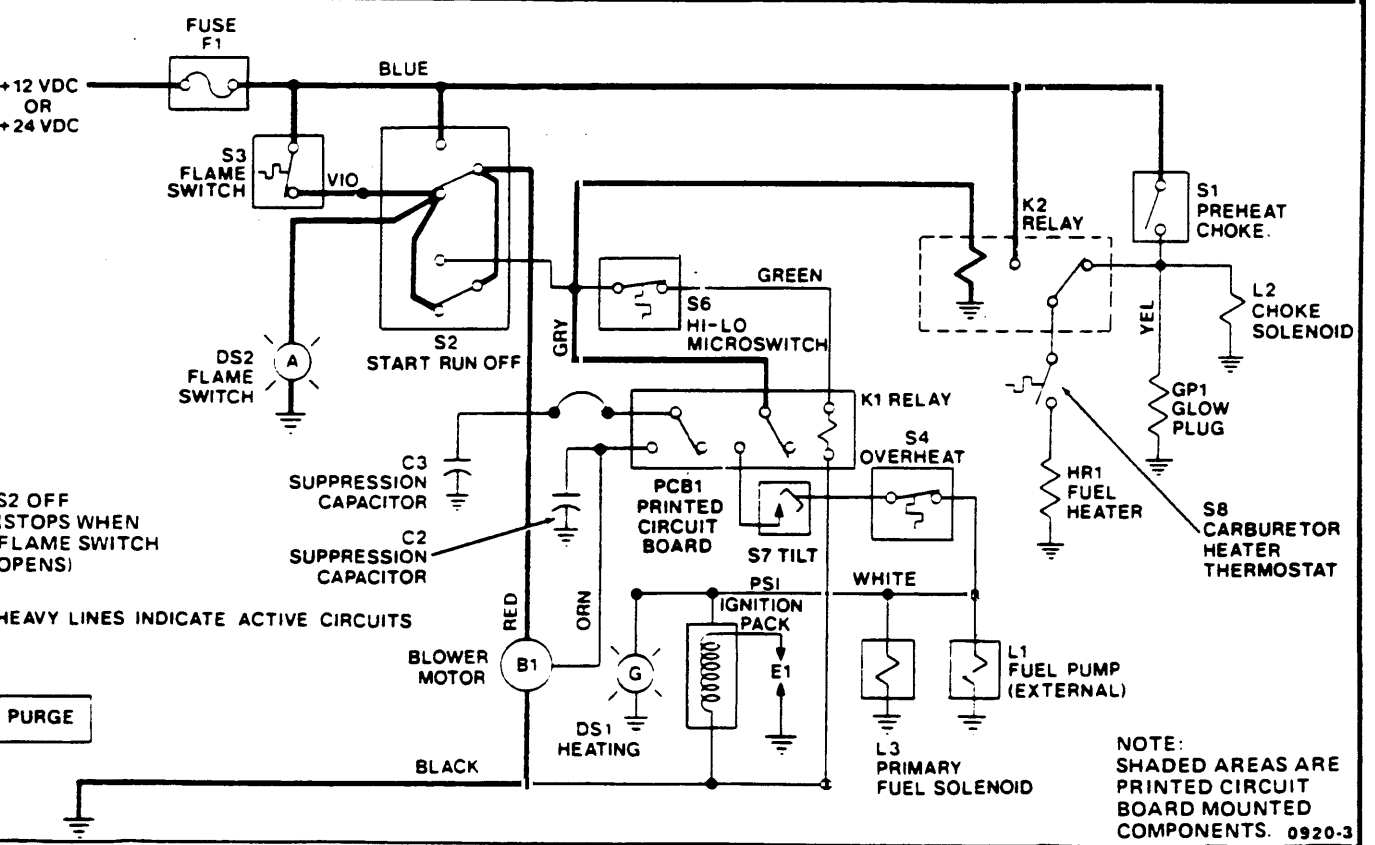 FUSE
F1
+12 VDC
OR
+24 VDC
BLUE
S3
FLAME
SWITCH
VIO
S2
START RUN OFF
DS2
FLAME
SWITCH
A
GRY
S6
HI-LO
MICROSWITCH
GREEN
K2
RELAY
S1
PREHEAT
CHOKE.
YEL
L2
CHOKE
SOLENOID
GP1
GLOW
PLUG
HR1
FUEL
HEATER
S8
CARBURETOR
HEATER
THERMOSTAT
K1 RELAY
S4
OVERHEAT
C3
SUPPRESSION
CAPACITOR
C2
SUPPRESSION
CAPACITOR
PCB1
PRINTED
CIRCUIT
BOARD
S7 TILT
S2 OFF
(STOPS WHEN
FLAME SWITCH
OPENS)
HEAVY LINES INDICATE ACTIVE CIRCUITS
RED
ORN
PSI
IGNITION
PACK
WHITE
BLOWER
MOTOR
B1
G
E1
DS1
HEATING
L1
FUEL PUMP
(EXTERNAL)
L3
PRIMARY
FUEL SOLENOID
PURGE
BLACK
NOTE:
SHADED AREAS ARE
PRINTED CIRCUIT
BOARD MOUNTED
COMPONENTS. 0920-3